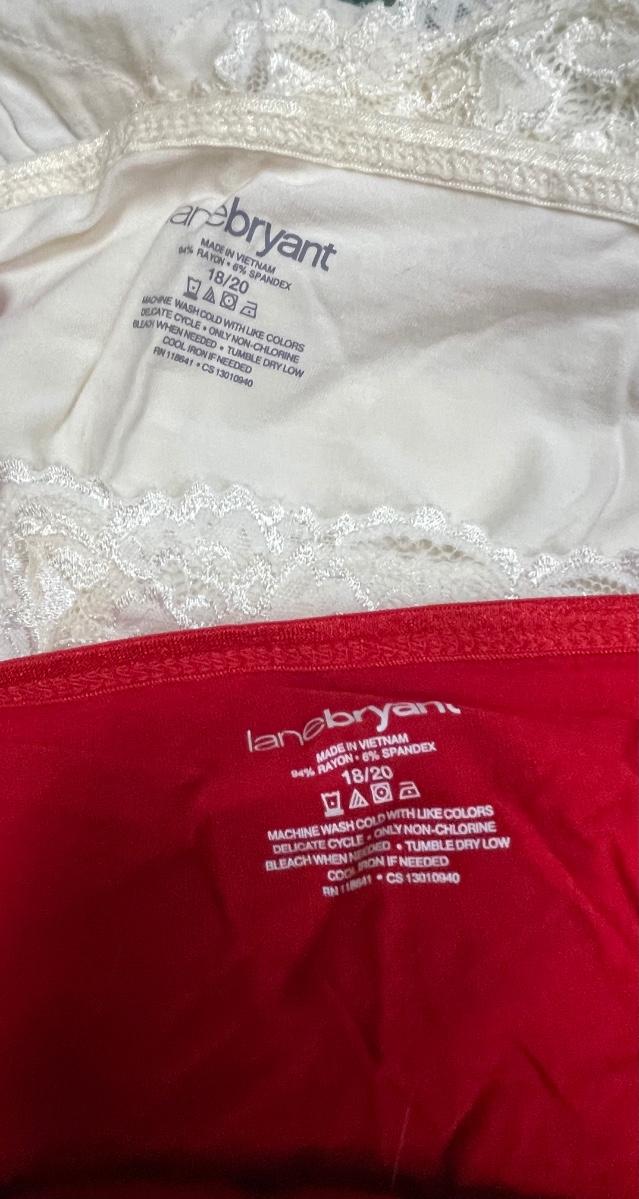 lanebryant
MADE IN VIETNAM
94% RAYON • 6% SPANDEX
18/20
MACHINE WASH COLD WITH LIKE COLORS
DELICATE CYCLE • ONLY NON-CHLORINE
BLEACH WHEN NEEDED • TUMBLE DRY LOW
COOL IRON IF NEEDED
RN 118641 • CS 13010940
lanebryant
MADE IN VIETNAM
94% RAYON • 6% SPANDEX
18/20
MACHINE WASH COLD WITH LIKE COLORS
DELICATE CYCLE • ONLY NON-CHLORINE
BLEACH WHEN NEEDED • TUMBLE DRY LOW
COOL IRON IF NEEDED
RN 118641 • CS 13010940